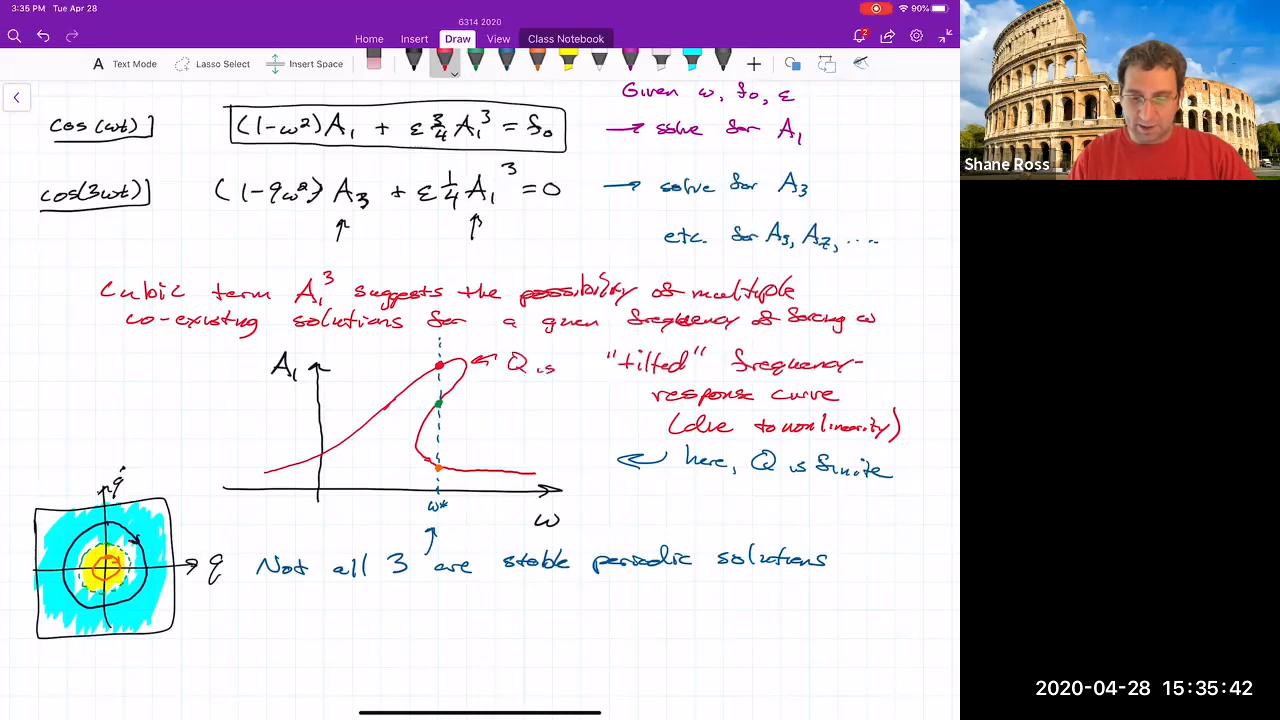 3:35 PM Tue Apr 28
90%
6314 2020
Home Insert Draw View Class Notebook
2
Text Mode Lasso Select Insert Space
Given ω, f₀, ε
cos(ωt)] (1-ω²)A₁ + ε 3/4 A₁³ = f₀ → solve for A₁
cos(3ωt)] (1-9ω²)A₃ + ε 1/4 A₁³ = 0 → solve for A₃
etc. for A₅, A₇, ....
Cubic term A₁³ suggests the possibility of multiple
co-existing solutions for a given frequency of forcing ω
A₁ ← Q is "tilted" frequency-
response curve
(due to nonlinearity)
← here, Q is finite
ω*
ω
q̇
q
Not all 3 are stable periodic solutions
Shane Ross
2020-04-28 15:35:42